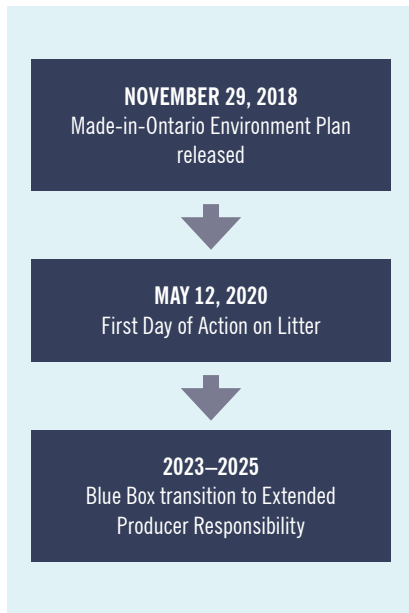 NOVEMBER 29, 2018
Made-in-Ontario Environment Plan
released
MAY 12, 2020
First Day of Action on Litter
2023–2025
Blue Box transition to Extended
Producer Responsibility